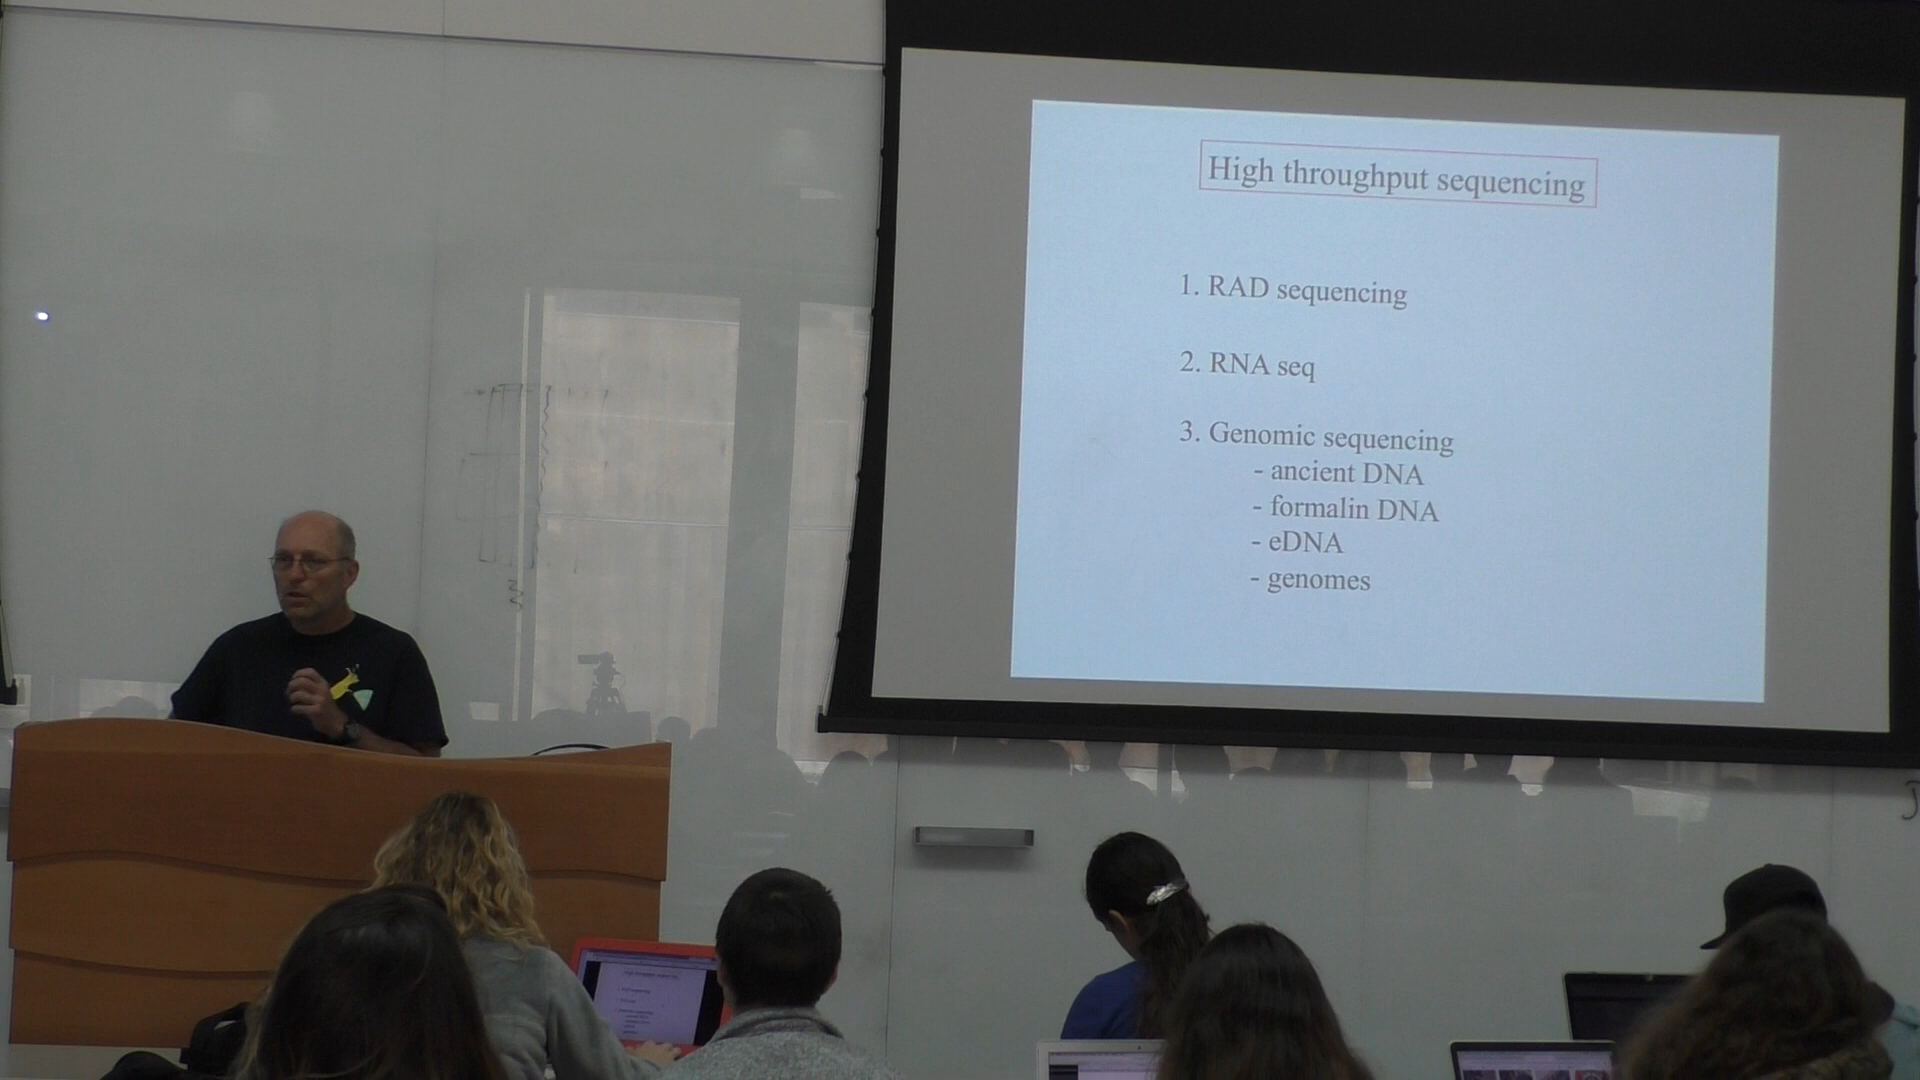 High throughput sequencing
1. RAD sequencing
2. RNA seq
3. Genomic sequencing
- ancient DNA
- formalin DNA
- eDNA
- genomes